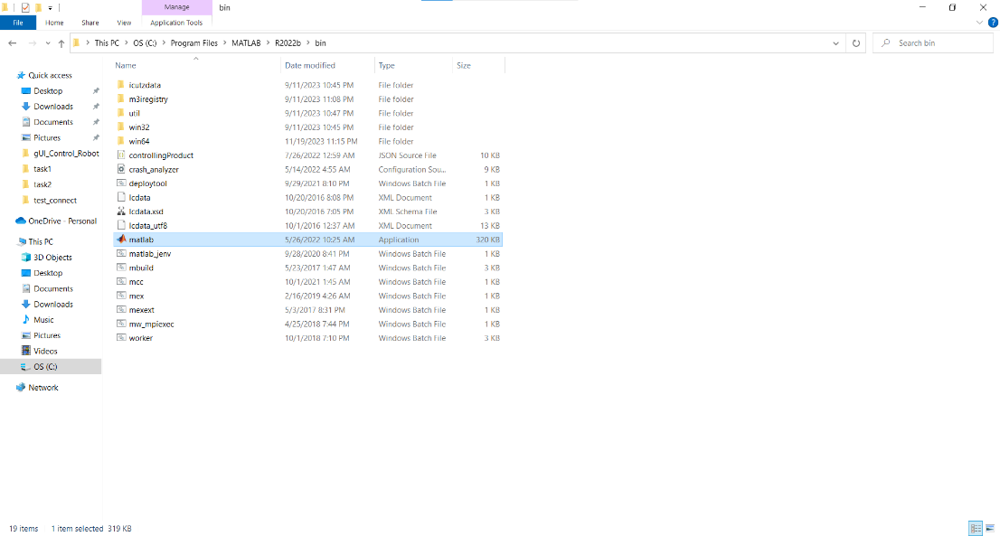 Manage bin
File Home Share View Application Tools
This PC OS (C:) Program Files MATLAB R2022b bin Search bin
Name Date modified Type Size
Quick access
Desktop
Downloads
Documents
Pictures
gUI_Control_Robot
task1
task2
test_connect
OneDrive - Personal
This PC
3D Objects
Desktop
Documents
Downloads
Music
Pictures
Videos
OS (C:)
Network
icutzdata 9/11/2023 10:45 PM File folder
m3iregistry 9/11/2023 11:08 PM File folder
util 9/11/2023 10:47 PM File folder
win32 9/11/2023 10:45 PM File folder
win64 11/19/2023 11:15 PM File folder
controllingProduct 7/26/2022 12:59 AM JSON Source File 10 KB
crash_analyzer 5/14/2022 4:55 AM Configuration Sou... 9 KB
deploytool 9/29/2021 8:10 PM Windows Batch File 1 KB
lcdata 10/20/2016 8:08 PM XML Document 1 KB
lcdata.xsd 10/20/2016 7:05 PM XML Schema File 3 KB
lcdata_utf8 10/1/2016 12:37 AM XML Document 13 KB
matlab 5/26/2022 10:25 AM Application 320 KB
matlab_jenv 9/28/2020 8:41 PM Windows Batch File 1 KB
mbuild 5/23/2017 1:47 AM Windows Batch File 3 KB
mcc 10/1/2021 1:45 AM Windows Batch File 1 KB
mex 2/16/2019 4:26 AM Windows Batch File 1 KB
mexext 5/3/2017 8:31 PM Windows Batch File 1 KB
mw_mpiexec 4/25/2018 7:44 PM Windows Batch File 1 KB
worker 10/1/2018 7:10 PM Windows Batch File 3 KB
19 items 1 item selected 319 KB